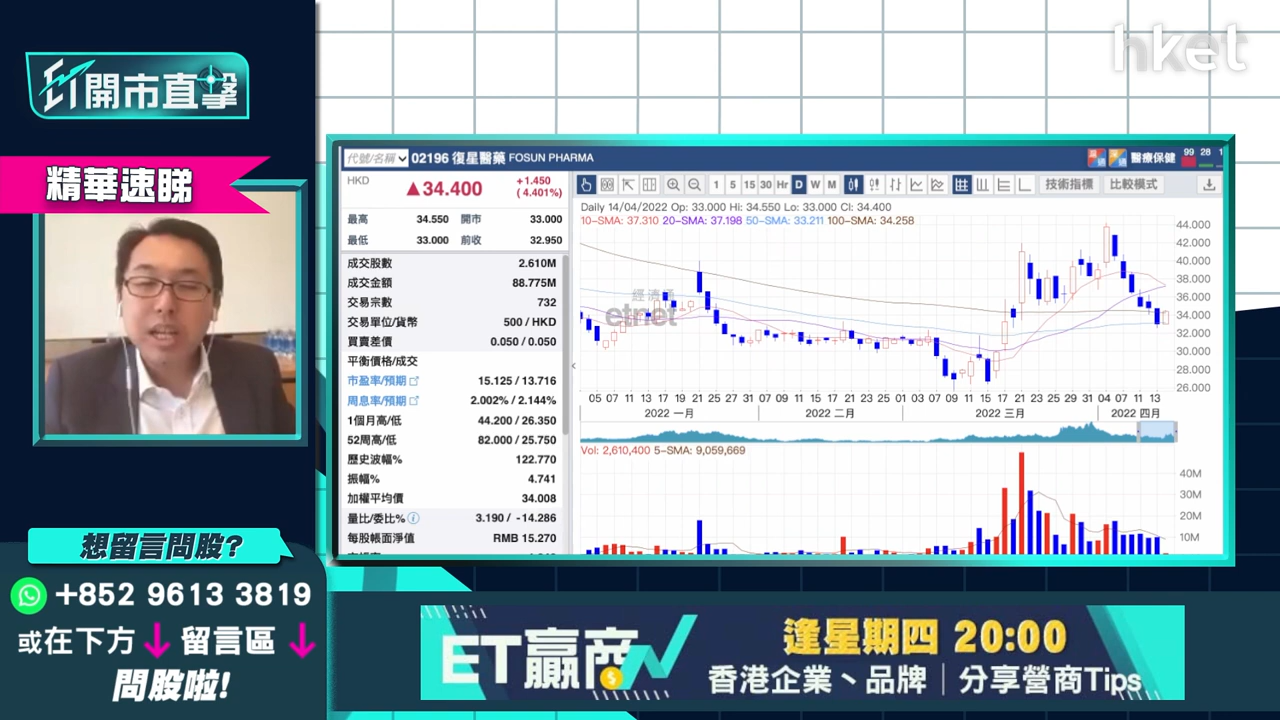 hket
ET開市直擊
精華速睇
代號/名稱 02196 復星醫藥 FOSUN PHARMA
醫療保健
99 28 1
HKD
▲34.400
+1.450
( 4.401%)
最高 34.550 開市 33.000
最低 33.000 前收 32.950
成交股數 2.610M
成交金額 88.775M
交易宗數 732
交易單位/貨幣 500 / HKD
買賣差價 0.050 / 0.050
平衡價格/成交
市盈率/預期 15.125 / 13.716
周息率/預期 2.002% / 2.144%
1個月高/低 44.200 / 26.350
52周高/低 82.000 / 25.750
歷史波幅% 122.770
振幅% 4.741
加權平均價 34.008
量比/委比% 3.190 / -14.286
每股帳面淨值 RMB 15.270
1 5 15 30 Hr D W M
技術指標 比較模式
Daily 14/04/2022 Op: 33.000 Hi: 34.550 Lo: 33.000 Cl: 34.400
10-SMA: 37.310 20-SMA: 37.198 50-SMA: 33.211 100-SMA: 34.258
44.000
42.000
40.000
38.000
36.000
34.000
32.000
30.000
28.000
26.000
經濟通
etnet
05 07 11 13 17 19 21 25 27 31 07 09 11 15 17 21 23 25 01 03 07 09 11 15 17 21 23 25 29 31 04 07 11 13
2022 一月 2022 二月 2022 三月 2022 四月
Vol: 2,610,400 5-SMA: 9,059,669
40M
30M
20M
10M
想留言問股?
+852 9613 3819
或在下方↓留言區↓
問股啦!
ET贏商
$
逢星期四 20:00
香港企業、品牌｜分享營商Tips